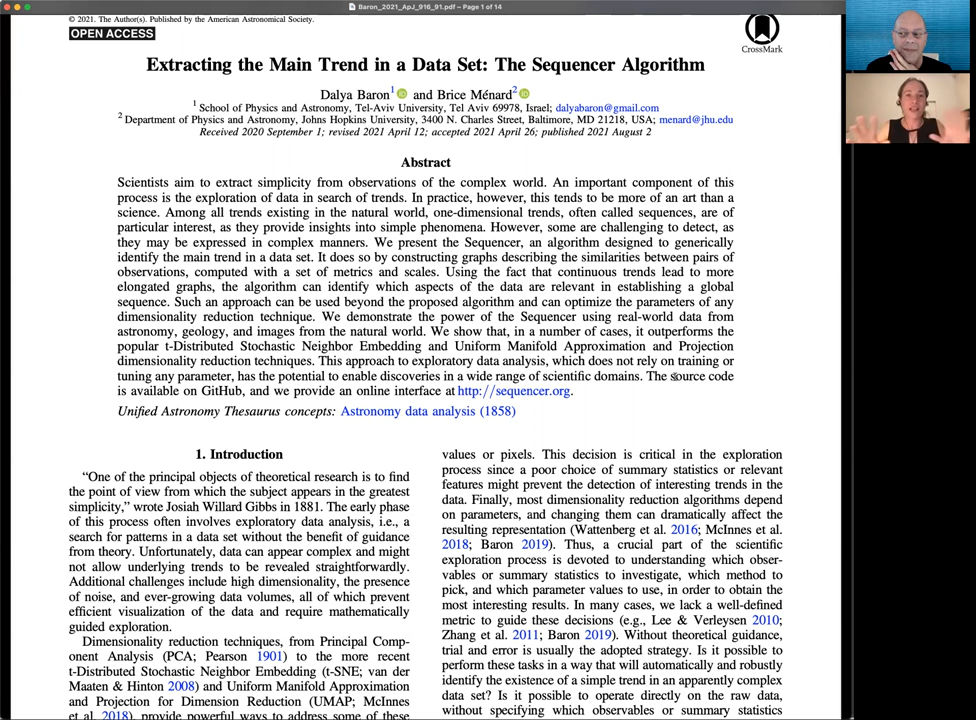 Baron_2021_ApJ_916_91.pdf – Page 1 of 14
© 2021. The Author(s). Published by the American Astronomical Society.
OPEN ACCESS
CrossMark
Extracting the Main Trend in a Data Set: The Sequencer Algorithm
Dalya Baron1 and Brice Ménard2
1 School of Physics and Astronomy, Tel-Aviv University, Tel Aviv 69978, Israel; dalyabaron@gmail.com
2 Department of Physics and Astronomy, Johns Hopkins University, 3400 N. Charles Street, Baltimore, MD 21218, USA; menard@jhu.edu
Received 2020 September 1; revised 2021 April 12; accepted 2021 April 26; published 2021 August 2
Abstract
Scientists aim to extract simplicity from observations of the complex world. An important component of this
process is the exploration of data in search of trends. In practice, however, this tends to be more of an art than a
science. Among all trends existing in the natural world, one-dimensional trends, often called sequences, are of
particular interest, as they provide insights into simple phenomena. However, some are challenging to detect, as
they may be expressed in complex manners. We present the Sequencer, an algorithm designed to generically
identify the main trend in a data set. It does so by constructing graphs describing the similarities between pairs of
observations, computed with a set of metrics and scales. Using the fact that continuous trends lead to more
elongated graphs, the algorithm can identify which aspects of the data are relevant in establishing a global
sequence. Such an approach can be used beyond the proposed algorithm and can optimize the parameters of any
dimensionality reduction technique. We demonstrate the power of the Sequencer using real-world data from
astronomy, geology, and images from the natural world. We show that, in a number of cases, it outperforms the
popular t-Distributed Stochastic Neighbor Embedding and Uniform Manifold Approximation and Projection
dimensionality reduction techniques. This approach to exploratory data analysis, which does not rely on training or
tuning any parameter, has the potential to enable discoveries in a wide range of scientific domains. The source code
is available on GitHub, and we provide an online interface at http://sequencer.org.
Unified Astronomy Thesaurus concepts: Astronomy data analysis (1858)
1. Introduction
“One of the principal objects of theoretical research is to find
the point of view from which the subject appears in the greatest
simplicity,” wrote Josiah Willard Gibbs in 1881. The early phase
of this process often involves exploratory data analysis, i.e., a
search for patterns in a data set without the benefit of guidance
from theory. Unfortunately, data can appear complex and might
not allow underlying trends to be revealed straightforwardly.
Additional challenges include high dimensionality, the presence
of noise, and ever-growing data volumes, all of which prevent
efficient visualization of the data and require mathematically
guided exploration.
Dimensionality reduction techniques, from Principal Comp-
onent Analysis (PCA; Pearson 1901) to the more recent
t-Distributed Stochastic Neighbor Embedding (t-SNE; van der
Maaten & Hinton 2008) and Uniform Manifold Approximation
and Projection for Dimension Reduction (UMAP; McInnes
et al. 2018), provide powerful ways to address some of these
values or pixels. This decision is critical in the exploration
process since a poor choice of summary statistics or relevant
features might prevent the detection of interesting trends in the
data. Finally, most dimensionality reduction algorithms depend
on parameters, and changing them can dramatically affect the
resulting representation (Wattenberg et al. 2016; McInnes et al.
2018; Baron 2019). Thus, a crucial part of the scientific
exploration process is devoted to understanding which obser-
vables or summary statistics to investigate, which method to
pick, and which parameter values to use, in order to obtain the
most interesting results. In many cases, we lack a well-defined
metric to guide these decisions (e.g., Lee & Verleysen 2010;
Zhang et al. 2011; Baron 2019). Without theoretical guidance,
trial and error is usually the adopted strategy. Is it possible to
perform these tasks in a way that will automatically and robustly
identify the existence of a simple trend in an apparently complex
data set? Is it possible to operate directly on the raw data,
without specifying which observables or summary statistics